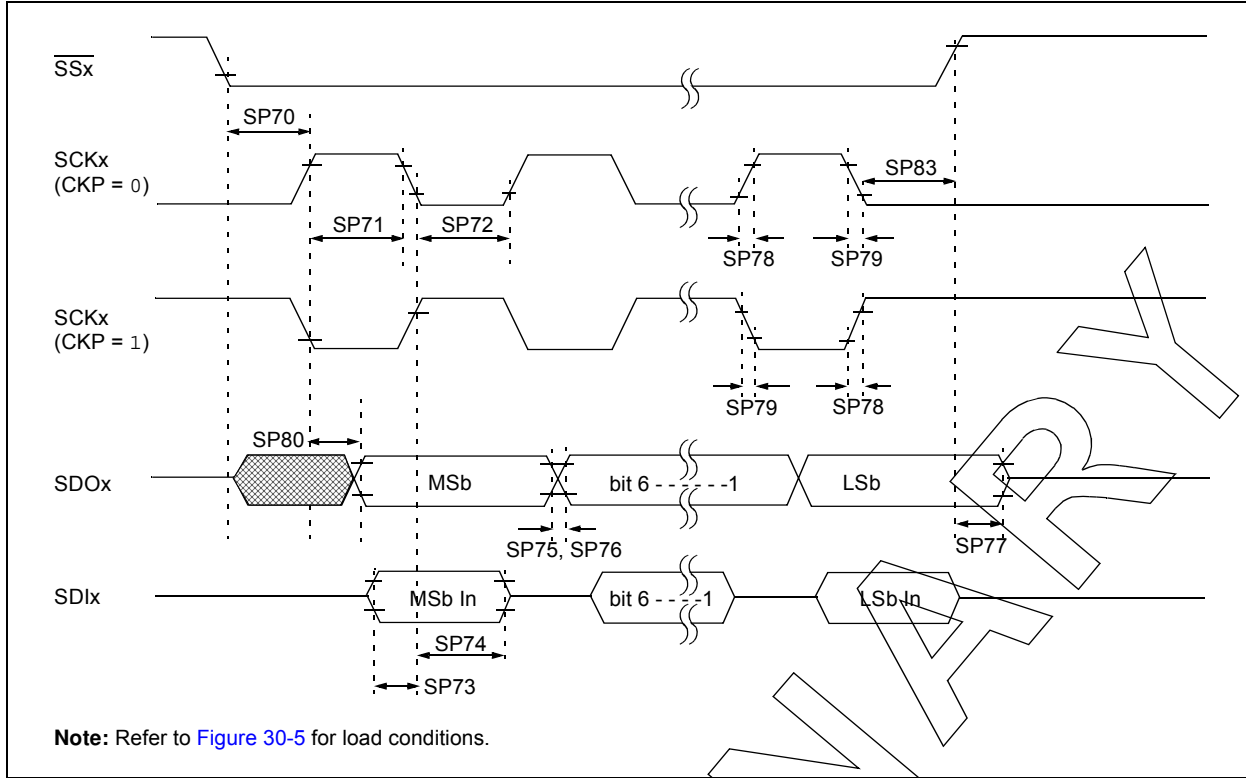 SSx
SP70
SCKx
(CKP = 0)
SP83
SP71
SP72
SP78
SP79
SCKx
(CKP = 1)
SP79
SP78
SP80
SDOx
MSb
bit 6 - - - - - -1
LSb
SP75, SP76
SP77
SDIx
MSb In
bit 6 - - - -1
LSb In
SP74
SP73
Note: Refer to Figure 30-5 for load conditions.
V A R Y